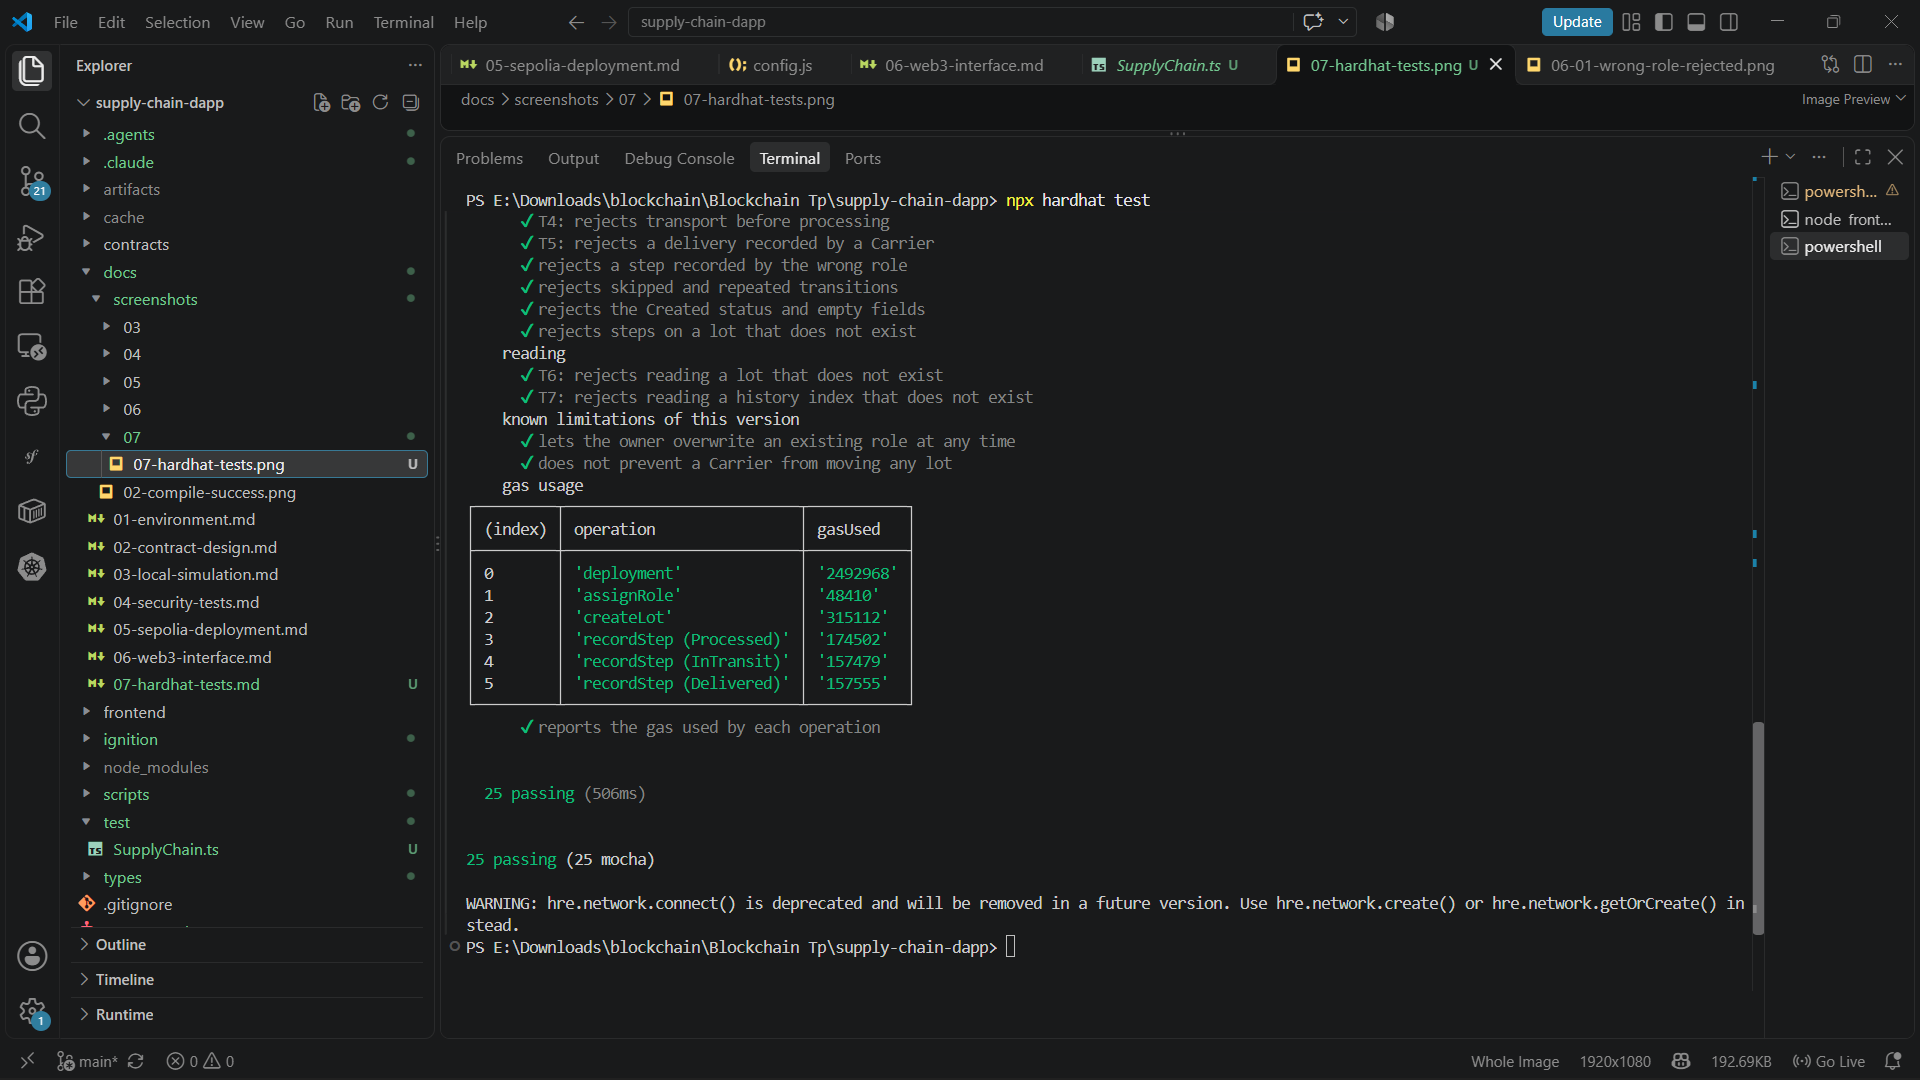 File Edit Selection View Go Run Terminal Help
supply-chain-dapp
Update
Explorer
supply-chain-dapp
.agents
.claude
artifacts
cache
contracts
docs
screenshots
03
04
05
06
07
07-hardhat-tests.png U
02-compile-success.png
01-environment.md
02-contract-design.md
03-local-simulation.md
04-security-tests.md
05-sepolia-deployment.md
06-web3-interface.md
07-hardhat-tests.md U
frontend
ignition
node_modules
scripts
test
SupplyChain.ts U
types
.gitignore
Outline
Timeline
Runtime
21
1
05-sepolia-deployment.md
config.js
06-web3-interface.md
SupplyChain.ts U
07-hardhat-tests.png U
06-01-wrong-role-rejected.png
docs > screenshots > 07 > 07-hardhat-tests.png
Image Preview
Problems Output Debug Console Terminal Ports
PS E:\Downloads\blockchain\Blockchain Tp\supply-chain-dapp> npx hardhat test
✓ T4: rejects transport before processing
✓ T5: rejects a delivery recorded by a Carrier
✓ rejects a step recorded by the wrong role
✓ rejects skipped and repeated transitions
✓ rejects the Created status and empty fields
✓ rejects steps on a lot that does not exist
reading
✓ T6: rejects reading a lot that does not exist
✓ T7: rejects reading a history index that does not exist
known limitations of this version
✓ lets the owner overwrite an existing role at any time
✓ does not prevent a Carrier from moving any lot
gas usage
(index) operation gasUsed
0 'deployment' '2492968'
1 'assignRole' '48410'
2 'createLot' '315112'
3 'recordStep (Processed)' '174502'
4 'recordStep (InTransit)' '157479'
5 'recordStep (Delivered)' '157555'
✓ reports the gas used by each operation
25 passing (506ms)
25 passing (25 mocha)
WARNING: hre.network.connect() is deprecated and will be removed in a future version. Use hre.network.create() or hre.network.getOrCreate() in
stead.
PS E:\Downloads\blockchain\Blockchain Tp\supply-chain-dapp>
powersh...
node front...
powershell
main* 0 0
Whole Image 1920x1080 192.69KB Go Live